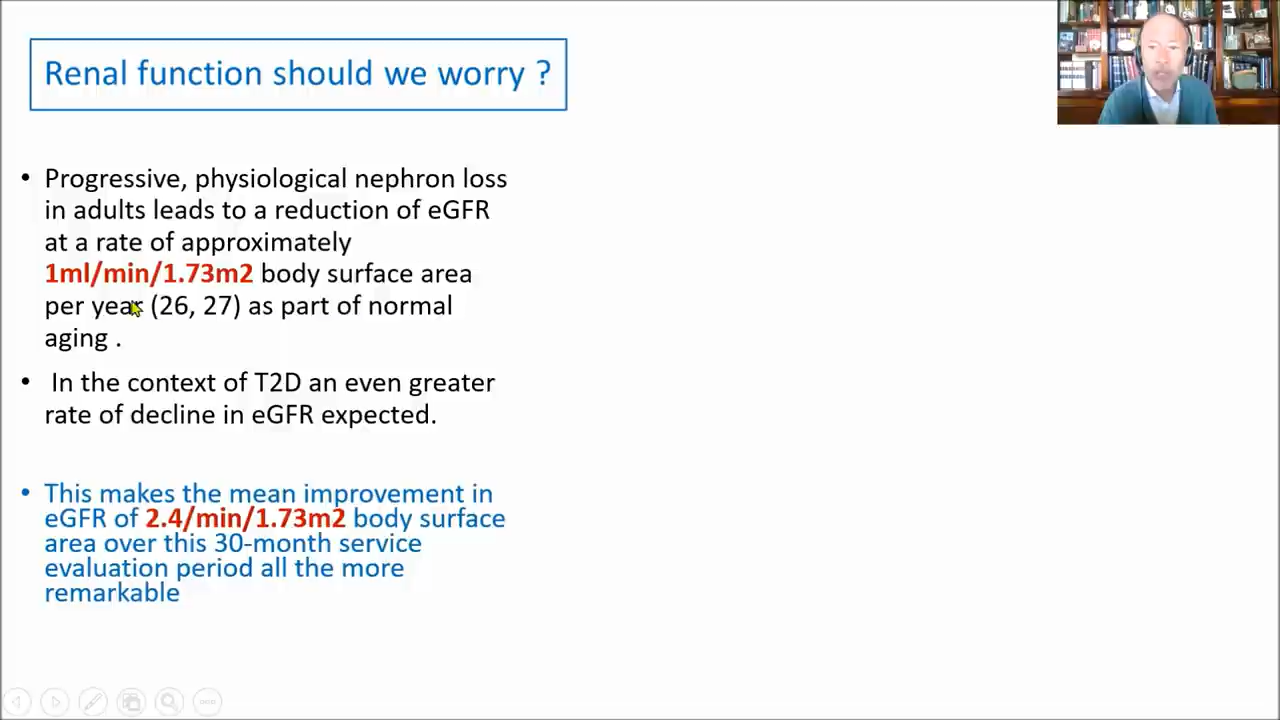 Renal function should we worry ?
• Progressive, physiological nephron loss
in adults leads to a reduction of eGFR
at a rate of approximately
1ml/min/1.73m2 body surface area
per year (26, 27) as part of normal
aging .
• In the context of T2D an even greater
rate of decline in eGFR expected.
• This makes the mean improvement in
eGFR of 2.4/min/1.73m2 body surface
area over this 30-month service
evaluation period all the more
remarkable